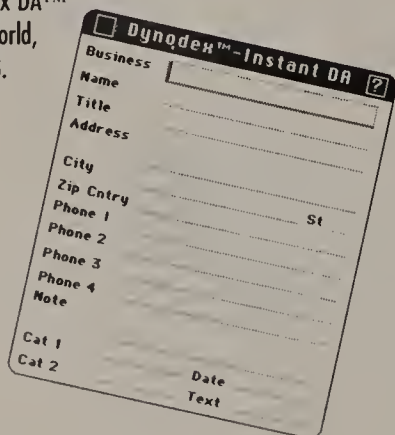 x DA™
orld,
s.
Dynodex™-Instant DA ?
Business
Name
Title
Address
City
St
Zip Cntry
Phone 1
Phone 2
Phone 3
Phone 4
Note
Cat 1
Date
Cat 2
Text